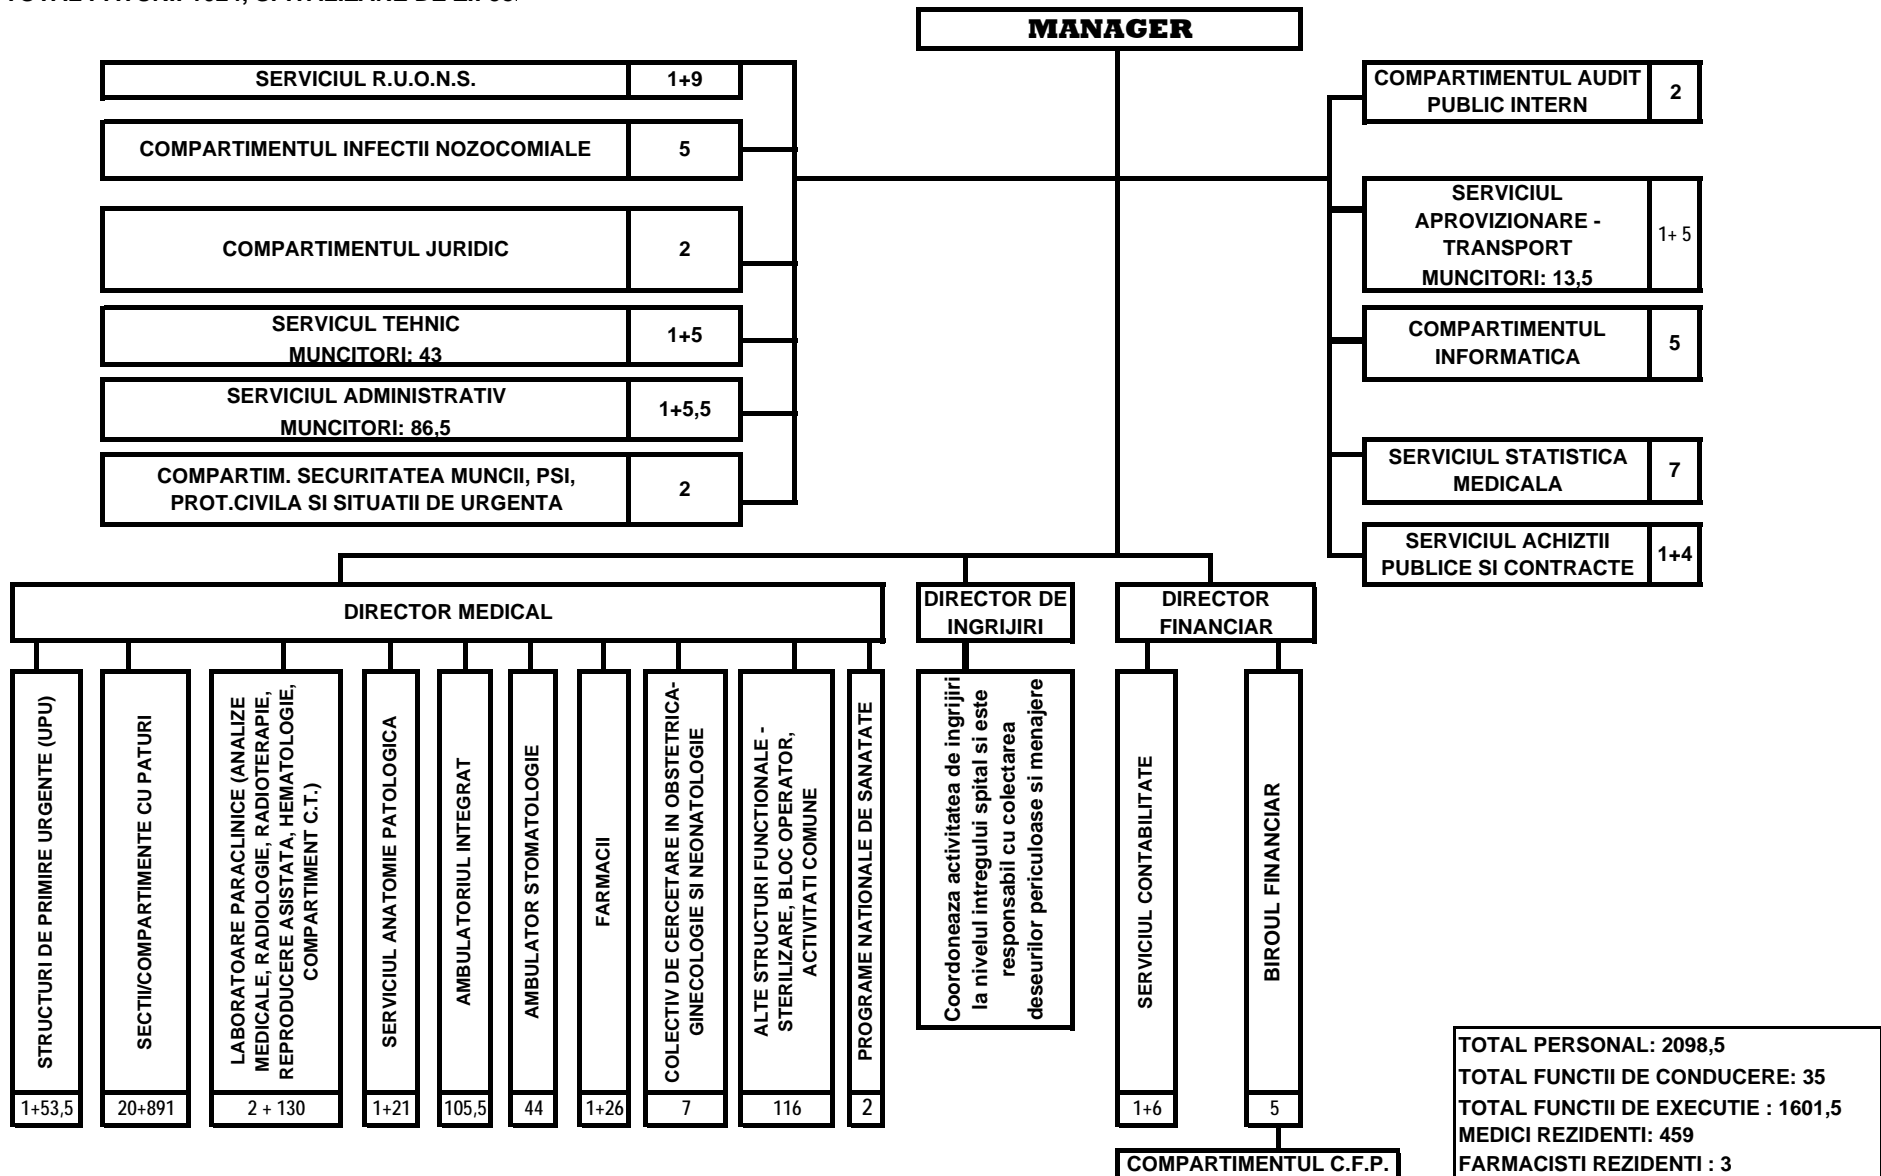 MANAGER
SERVICIUL R.U.O.N.S.
1+9
COMPARTIMENTUL INFECTII NOZOCOMIALE
5
COMPARTIMENTUL JURIDIC
2
SERVICUL TEHNIC
MUNCITORI: 43
1+5
SERVICIUL ADMINISTRATIV
MUNCITORI: 86,5
1+5,5
COMPARTIM. SECURITATEA MUNCII, PSI,
PROT.CIVILA SI SITUATII DE URGENTA
2
COMPARTIMENTUL AUDIT
PUBLIC INTERN
2
SERVICIUL
APROVIZIONARE -
TRANSPORT
MUNCITORI: 13,5
1+ 5
COMPARTIMENTUL
INFORMATICA
5
SERVICIUL STATISTICA
MEDICALA
7
SERVICIUL ACHIZTII
PUBLICE SI CONTRACTE
1+4
DIRECTOR MEDICAL
DIRECTOR DE
INGRIJIRI
DIRECTOR
FINANCIAR
STRUCTURI DE PRIMIRE URGENTE (UPU)
1+53,5
SECTII/COMPARTIMENTE CU PATURI
20+891
LABORATOARE PARACLINICE (ANALIZE
MEDICALE, RADIOLOGIE, RADIOTERAPIE,
REPRODUCERE ASISTATA, HEMATOLOGIE,
COMPARTIMENT C.T.)
2 + 130
SERVICIUL ANATOMIE PATOLOGICA
1+21
AMBULATORIUL INTEGRAT
105,5
AMBULATOR STOMATOLOGIE
44
FARMACII
1+26
COLECTIV DE CERCETARE IN OBSTETRICA-
GINECOLOGIE SI NEONATOLOGIE
7
ALTE STRUCTURI FUNCTIONALE -
STERILIZARE, BLOC OPERATOR,
ACTIVITATI COMUNE
116
PROGRAME NATIONALE DE SANATATE
2
Coordoneaza activitatea de ingrijiri
la nivelul intregului spital si este
responsabil cu colectarea
deseurilor periculoase si menajere
SERVICIUL CONTABILITATE
1+6
BIROUL FINANCIAR
5
COMPARTIMENTUL C.F.P.
TOTAL PERSONAL: 2098,5
TOTAL FUNCTII DE CONDUCERE: 35
TOTAL FUNCTII DE EXECUTIE : 1601,5
MEDICI REZIDENTI: 459
FARMACISTI REZIDENTI : 3